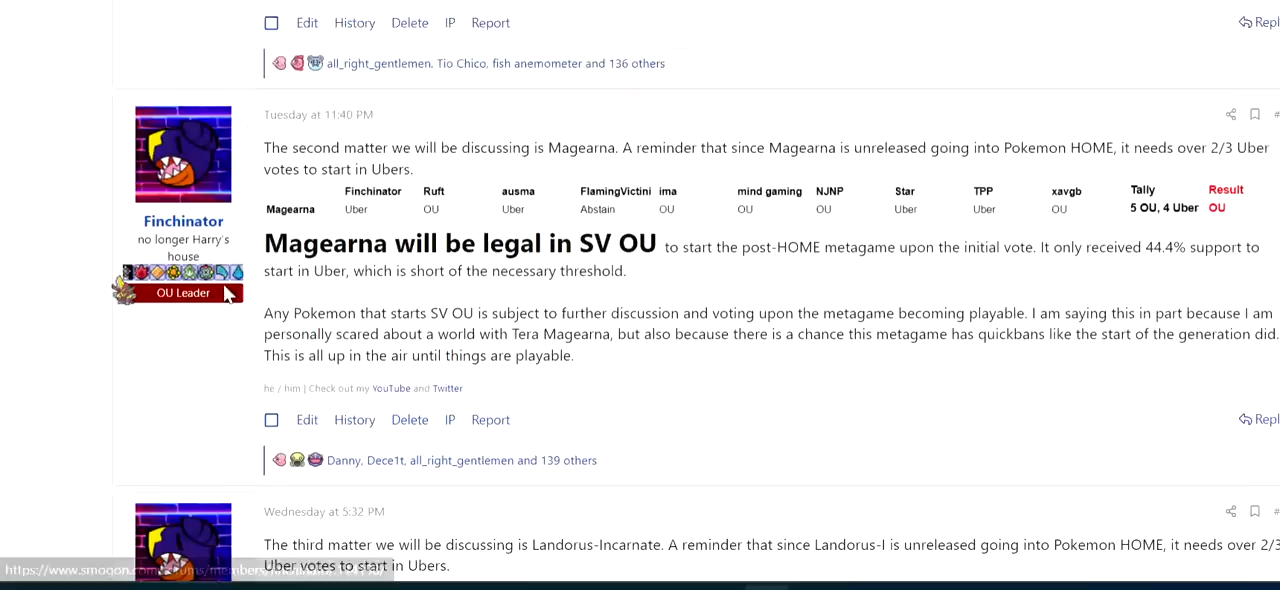 Edit History Delete IP Report Repl
all_right_gentlemen, Tio Chico, fish anemometer and 136 others
Tuesday at 11:40 PM #
The second matter we will be discussing is Magearna. A reminder that since Magearna is unreleased going into Pokemon HOME, it needs over 2/3 Uber
votes to start in Ubers.
Finchinator Ruft ausma FlamingVictini ima mind gaming NJNP Star TPP xavgb Tally Result
Magearna Uber OU Uber Abstain OU OU OU Uber Uber OU 5 OU, 4 Uber OU
Finchinator
no longer Harry's
house
OU Leader
Magearna will be legal in SV OU to start the post-HOME metagame upon the initial vote. It only received 44.4% support to
start in Uber, which is short of the necessary threshold.
Any Pokemon that starts SV OU is subject to further discussion and voting upon the metagame becoming playable. I am saying this in part because I am
personally scared about a world with Tera Magearna, but also because there is a chance this metagame has quickbans like the start of the generation did.
This is all up in the air until things are playable.
he / him | Check out my YouTube and Twitter
Edit History Delete IP Report Repl
Danny, Dece1t, all_right_gentlemen and 139 others
Wednesday at 5:32 PM #
The third matter we will be discussing is Landorus-Incarnate. A reminder that since Landorus-I is unreleased going into Pokemon HOME, it needs over 2/3
Uber votes to start in Ubers.